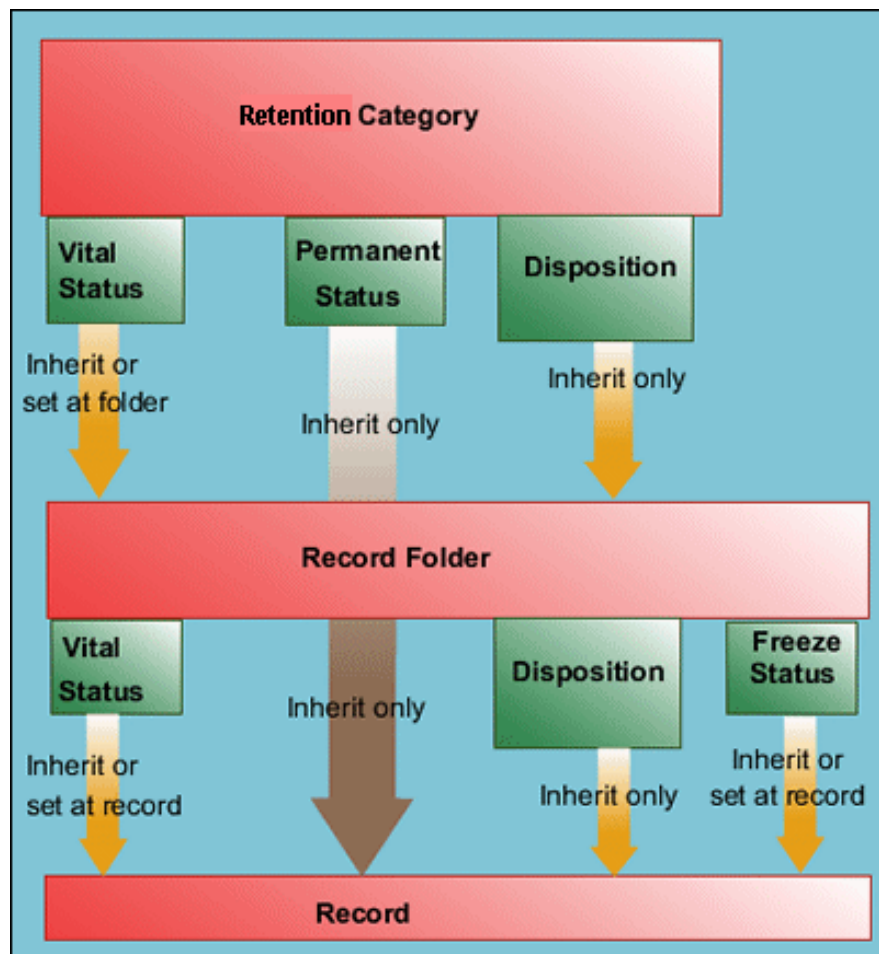 Retention Category
Vital
Status
Permanent
Status
Disposition
Inherit or
set at folder
Inherit only
Inherit only
Record Folder
Vital
Status
Disposition
Freeze
Status
Inherit or
set at record
Inherit only
Inherit only
Inherit or
set at record
Record